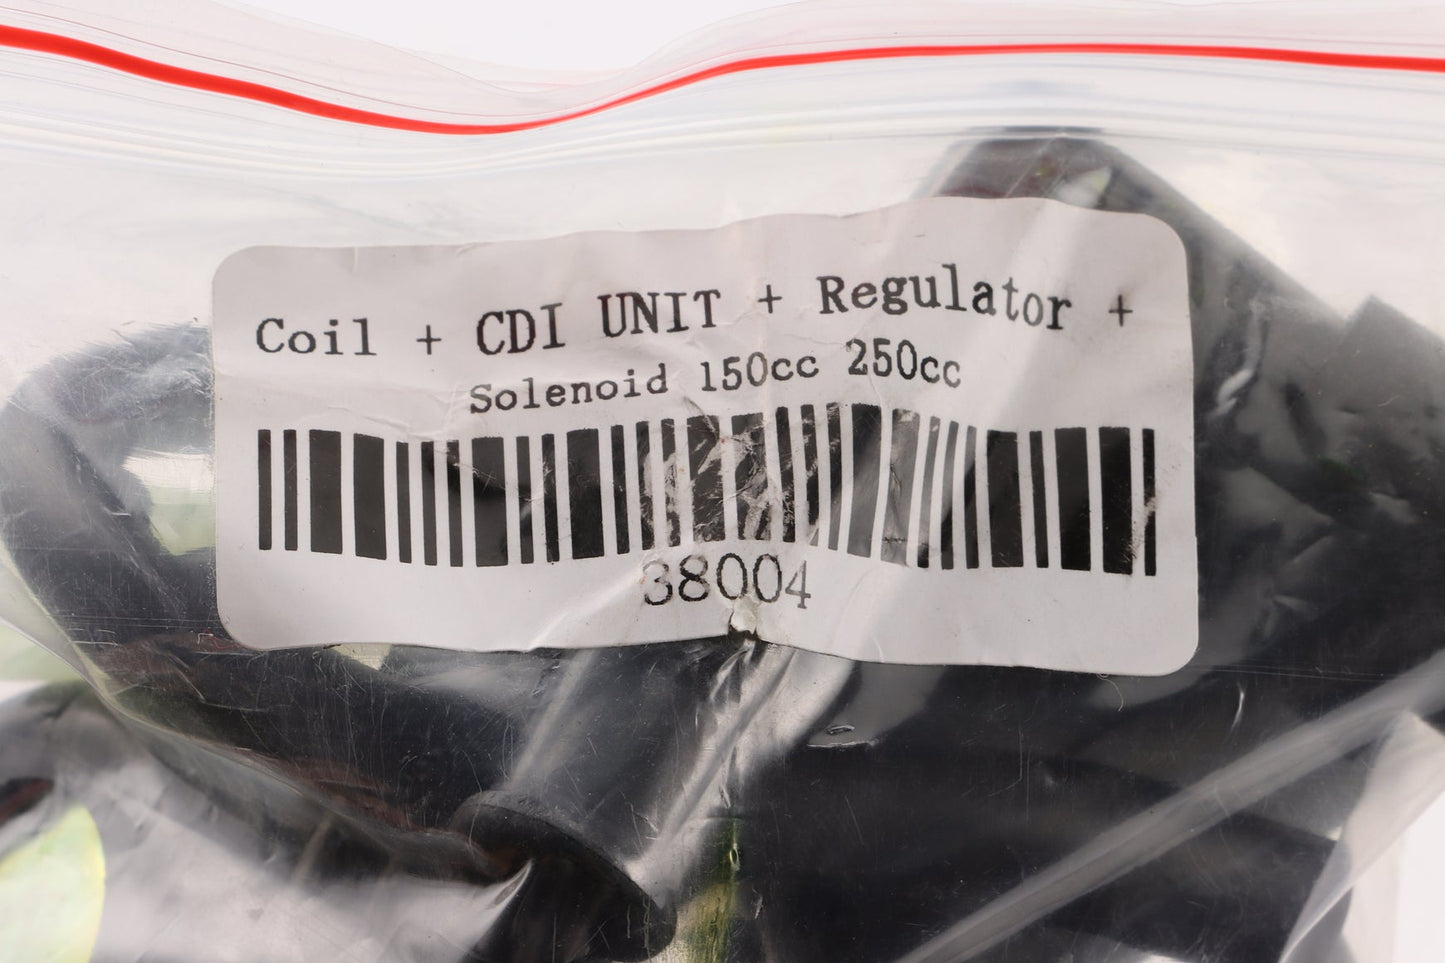 Coil + CDI UNIT + Regulator +
Solenoid 150cc 250cc
38004